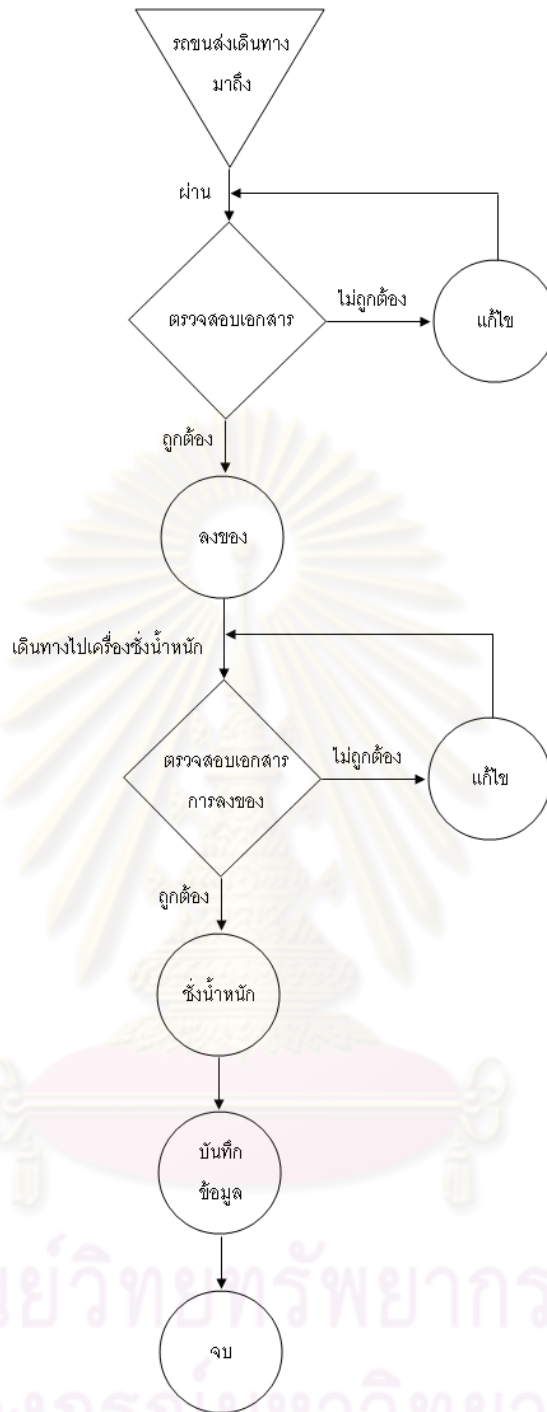 รถขนส่งเดินทาง
มาถึง
ผ่าน
ตรวจสอบเอกสาร
ไม่ถูกต้อง
แก้ไข
ถูกต้อง
ลงของ
เดินทางไปเครื่องชั่งน้ำหนัก
ตรวจสอบเอกสาร
การลงของ
ไม่ถูกต้อง
แก้ไข
ถูกต้อง
ชั่งน้ำหนัก
บันทึก
ข้อมูล
จบ